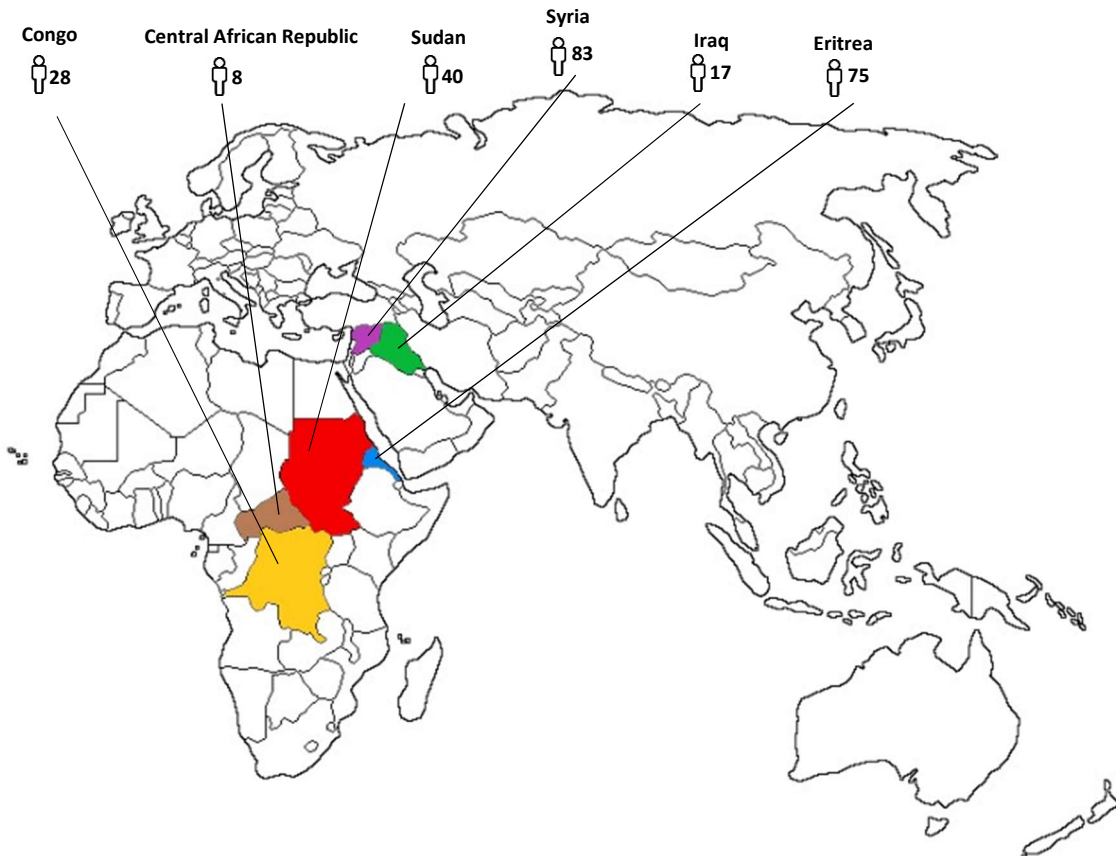 Congo
28
Central African Republic
8
Sudan
40
Syria
83
Iraq
17
Eritrea
75